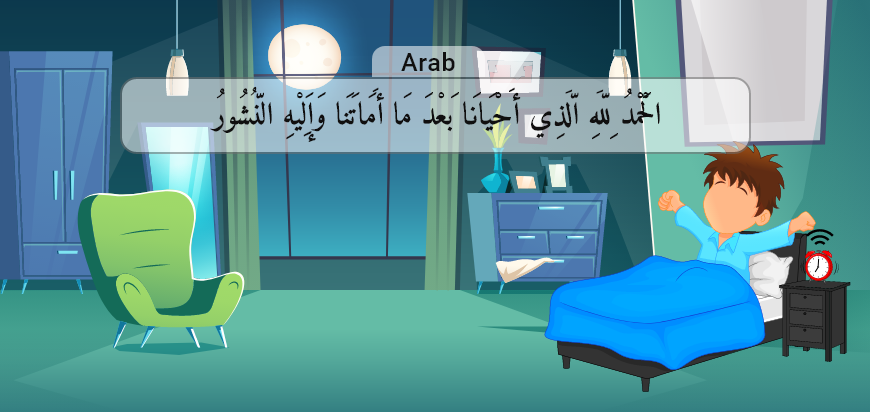 Arab
الْحَمْدُ لِلَّهِ الَّذِي أَحْيَانَا بَعْدَ مَا أَمَاتَنَا وَإِلَيْهِ النُّشُورُ